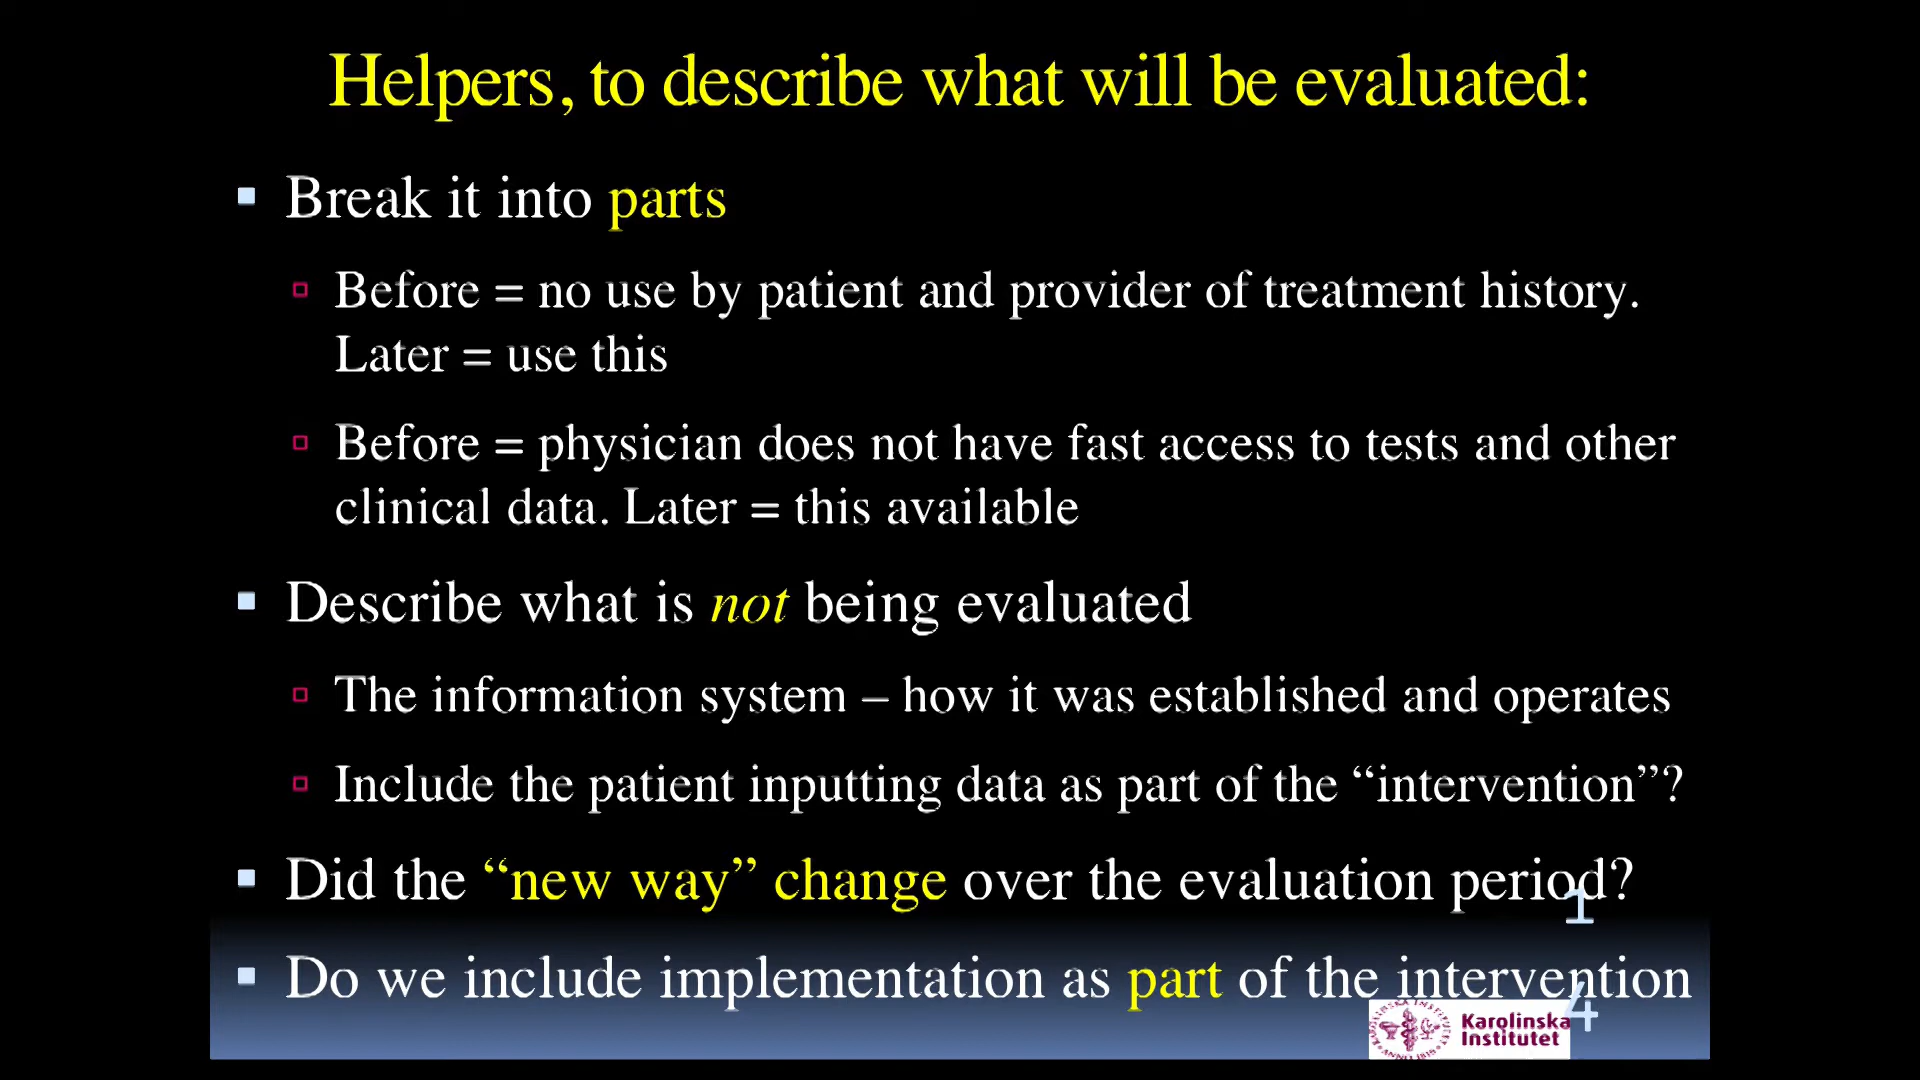 Helpers, to describe what will be evaluated:
Break it into parts
Before = no use by patient and provider of treatment history.
Later = use this
Before = physician does not have fast access to tests and other
clinical data. Later = this available
Describe what is not being evaluated
The information system – how it was established and operates
Include the patient inputting data as part of the “intervention”?
Did the “new way” change over the evaluation period?
1
Do we include implementation as part of the intervention
4
Karolinska
Institutet